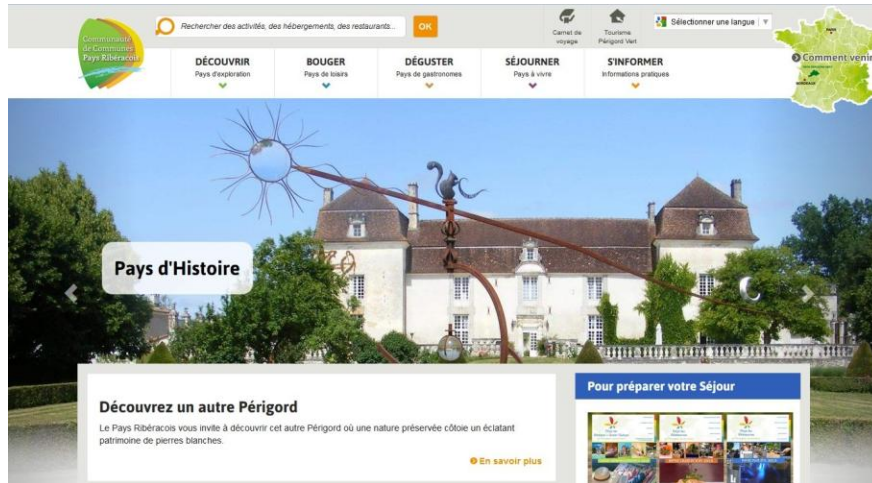 Communauté
de Communes
Pays Ribéracois
Rechercher des activités, des hébergements, des restaurants...
OK
Carnet de
voyage
Tourisme
Périgord Vert
Sélectionner une langue
Comment venir
PARIS
BORDEAUX
DÉCOUVRIR
Pays d'exploration
BOUGER
Pays de loisirs
DÉGUSTER
Pays de gastronomes
SÉJOURNER
Pays à vivre
S'INFORMER
Informations pratiques
Pays d'Histoire
Découvrez un autre Périgord
Le Pays Ribéracois vous invite à découvrir cet autre Périgord où une nature préservée côtoie un éclatant
patrimoine de pierres blanches.
En savoir plus
Pour préparer votre Séjour